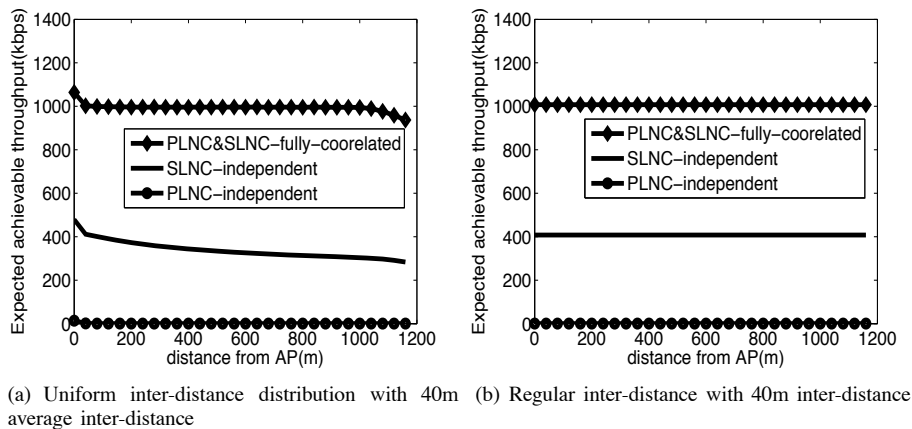 1400
1200
1000
800
600
400
200
0
Expected achievable throughput(kbps)
PLNC&SLNC−fully−coorelated
SLNC−independent
PLNC−independent
0 200 400 600 800 1000 1200
distance from AP(m)
1400
1200
1000
800
600
400
200
0
Expected achievable throughput(kbps)
PLNC&SLNC−fully−coorelated
SLNC−independent
PLNC−independent
0 200 400 600 800 1000 1200
distance from AP(m)
(a) Uniform inter-distance distribution with 40m
average inter-distance
(b) Regular inter-distance with 40m inter-distance